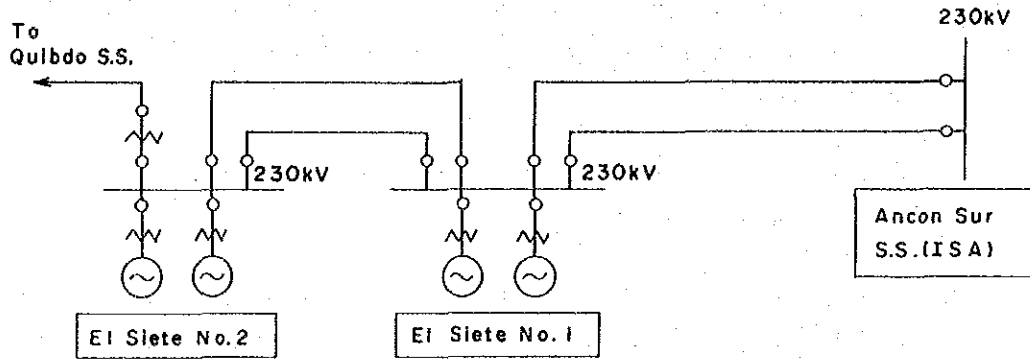 To
Quibdo S.S.
230kV
230kV
230kV
Ancon Sur
S.S.(ISA)
El Siete No.2
El Siete No.1